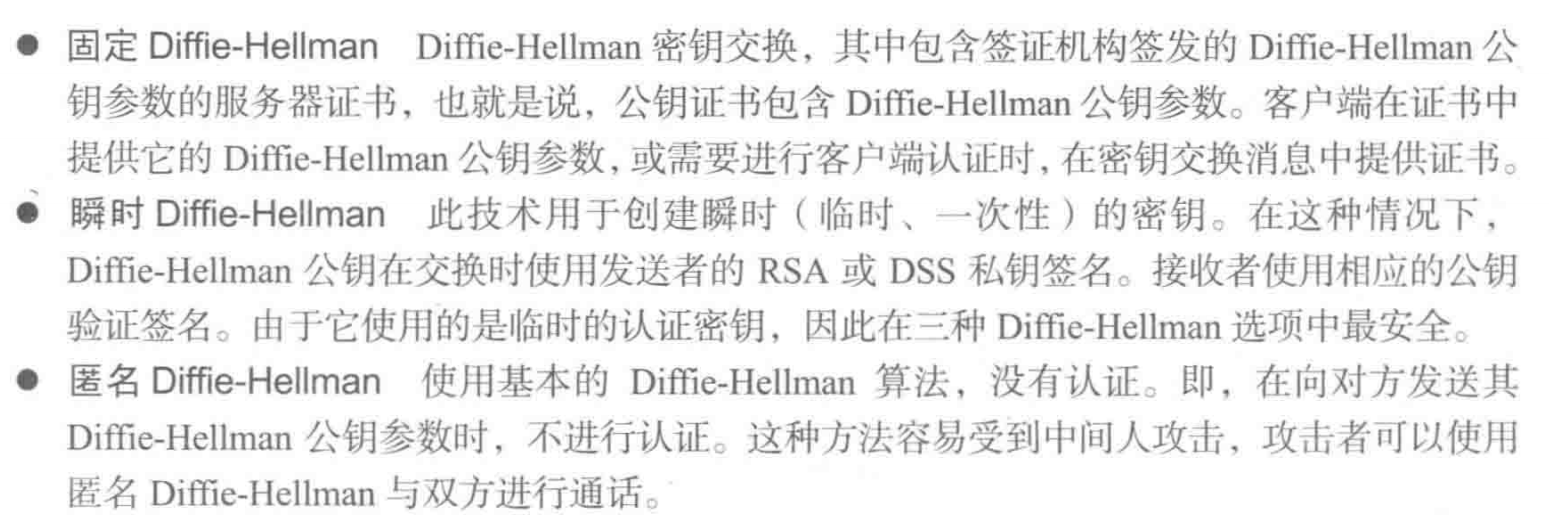 ● 固定 Diffie-Hellman Diffie-Hellman 密钥交换，其中包含签证机构签发的 Diffie-Hellman 公
钥参数的服务器证书，也就是说，公钥证书包含 Diffie-Hellman 公钥参数。客户端在证书中
提供它的 Diffie-Hellman 公钥参数，或需要进行客户端认证时，在密钥交换消息中提供证书。
● 瞬时 Diffie-Hellman 此技术用于创建瞬时（临时、一次性）的密钥。在这种情况下，
Diffie-Hellman 公钥在交换时使用发送者的 RSA 或 DSS 私钥签名。接收者使用相应的公钥
验证签名。由于它使用的是临时的认证密钥，因此在三种 Diffie-Hellman 选项中最安全。
● 匿名 Diffie-Hellman 使用基本的 Diffie-Hellman 算法，没有认证。即，在向对方发送其
Diffie-Hellman 公钥参数时，不进行认证。这种方法容易受到中间人攻击，攻击者可以使用
匿名 Diffie-Hellman 与双方进行通话。